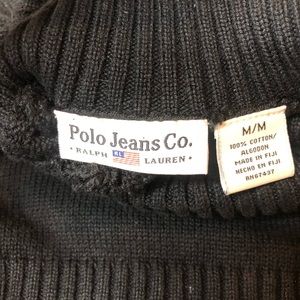 Polo Jeans Co.
• RALPH RL LAUREN •
M/M
100% COTTON/
ALGODON
MADE IN FIJI
HECHO EN FIJI
RN67437